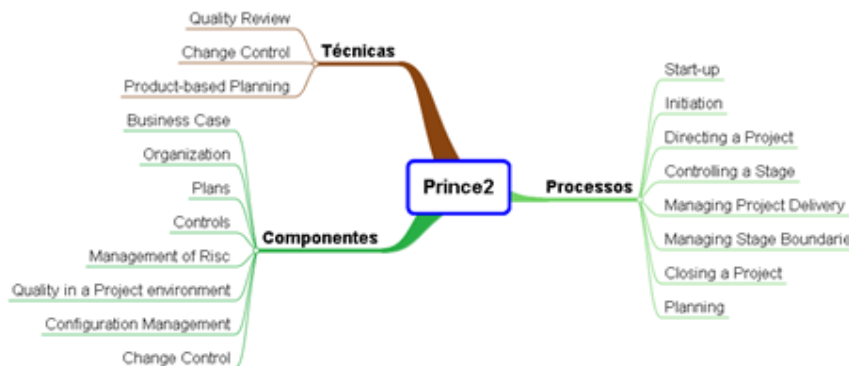 Quality Review
Change Control
Product-based Planning
Técnicas
Business Case
Organization
Plans
Controls
Management of Risc
Quality in a Project environment
Configuration Management
Change Control
Componentes
Prince2
Processos
Start-up
Initiation
Directing a Project
Controlling a Stage
Managing Project Delivery
Managing Stage Boundarie
Closing a Project
Planning